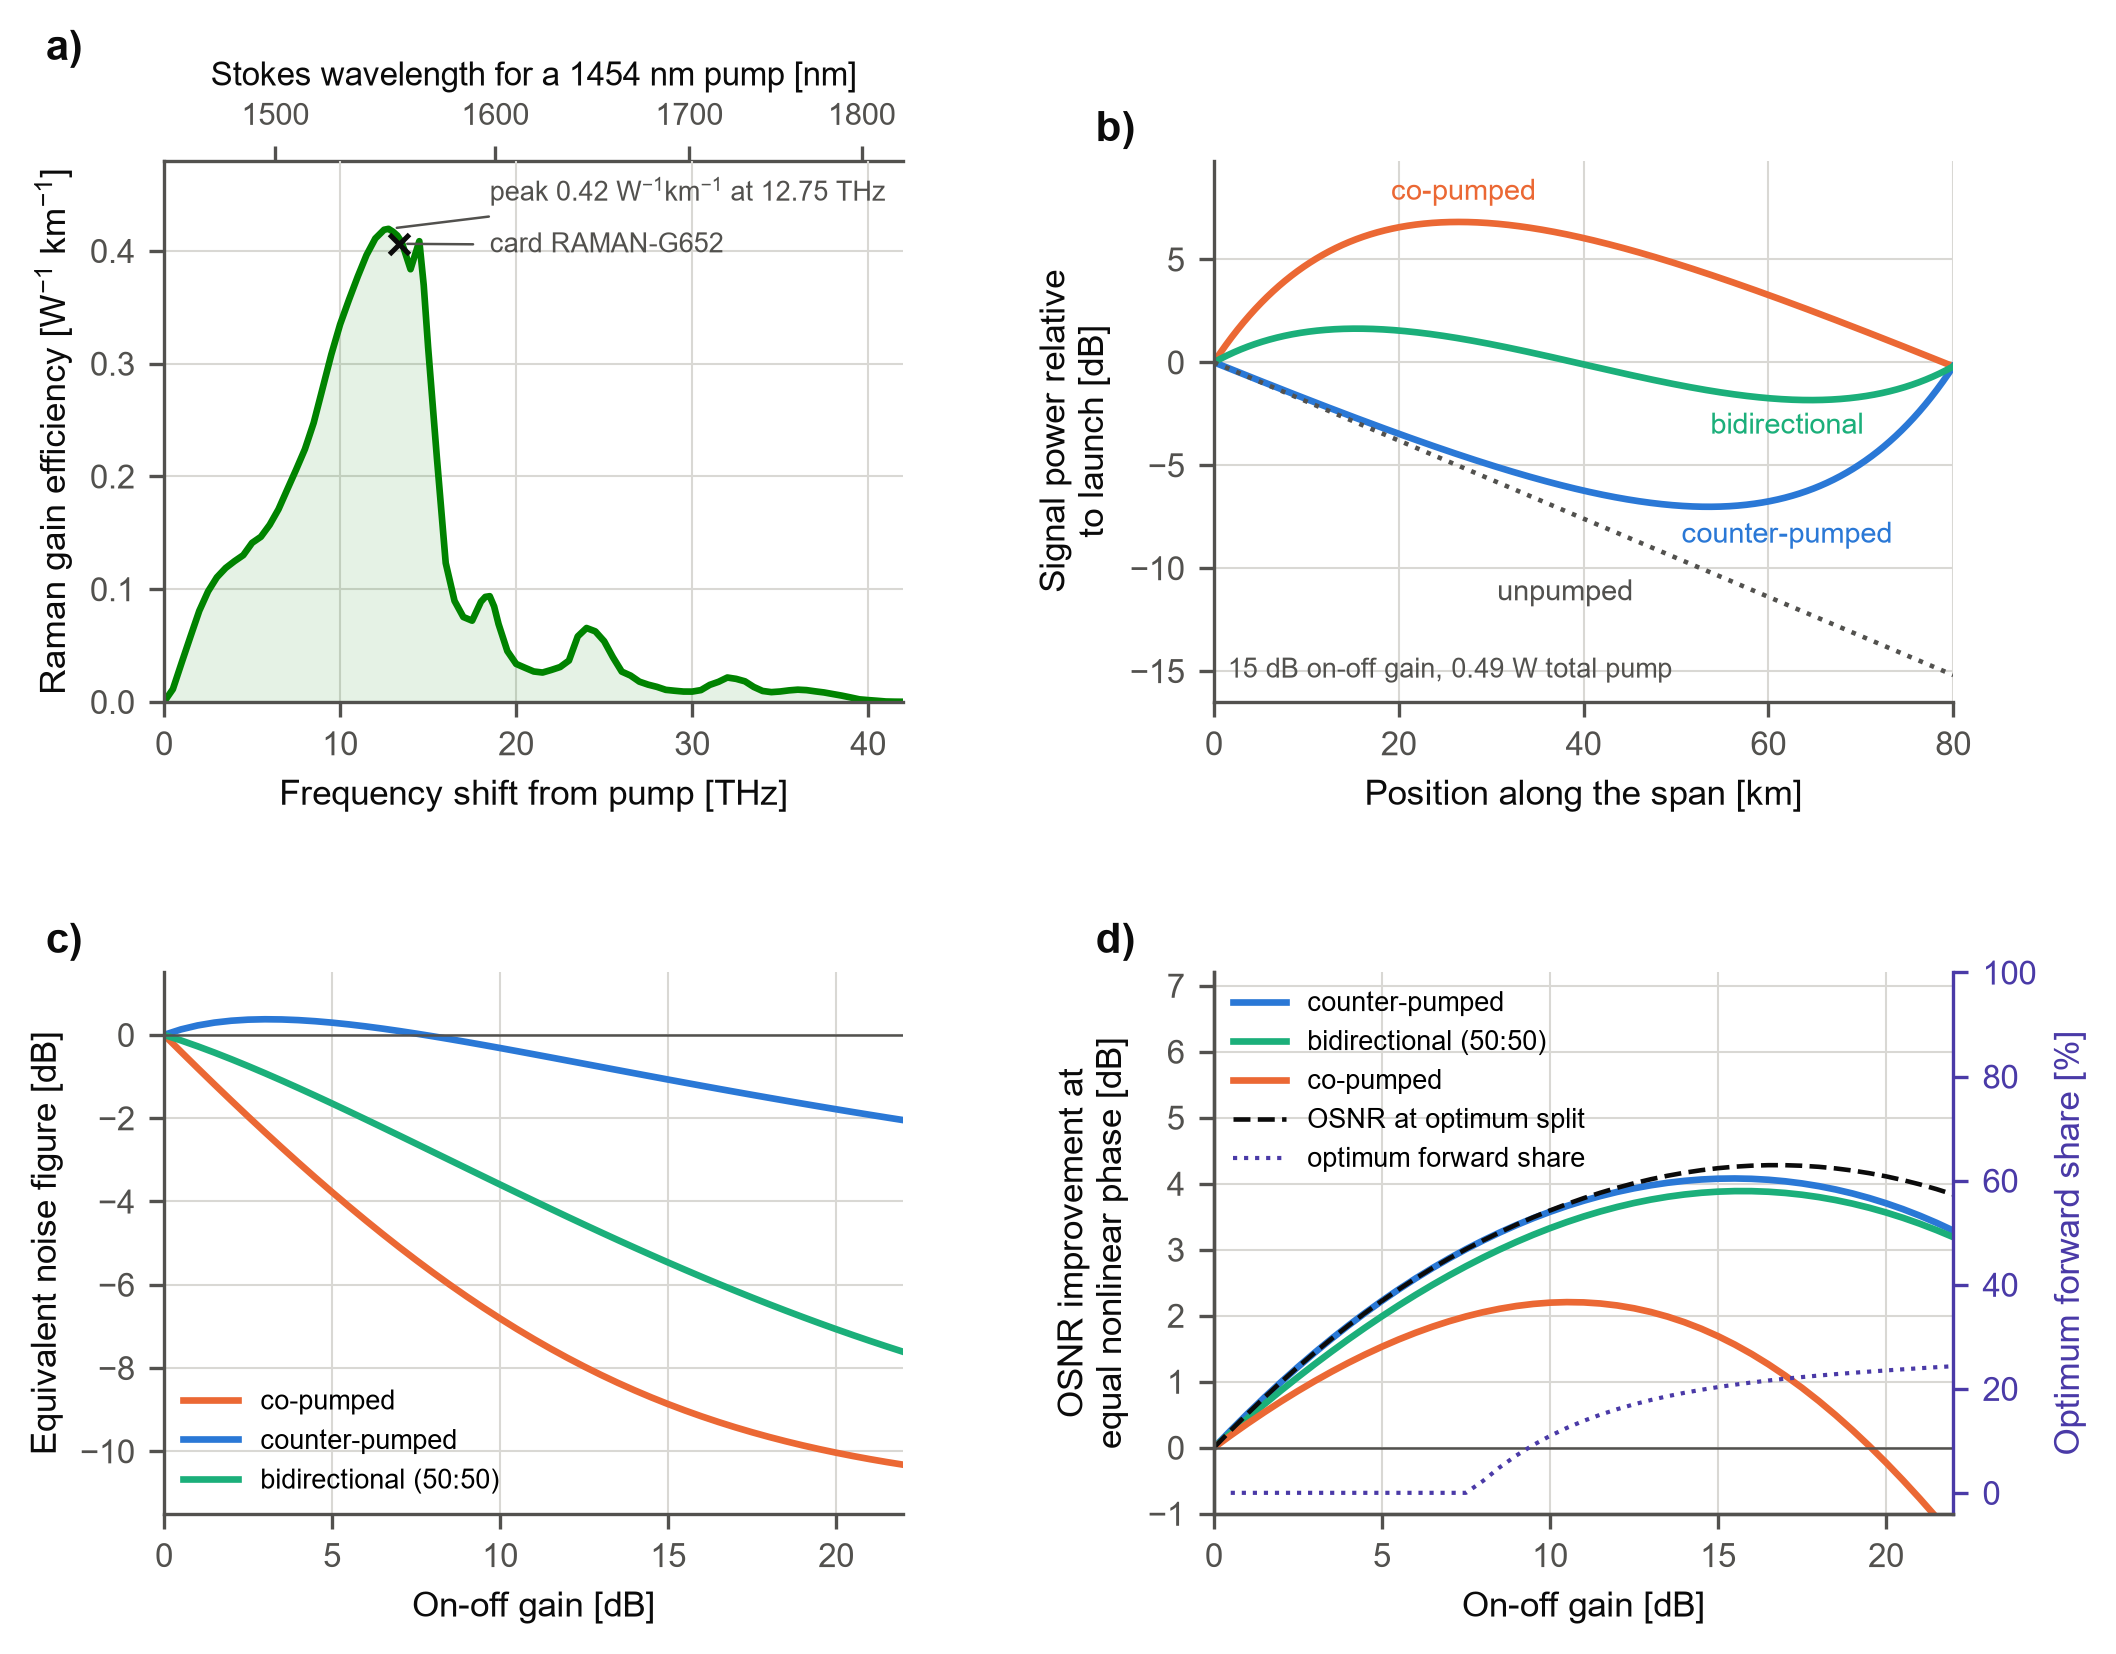 a)
Stokes wavelength for a 1454 nm pump [nm]
1500 1600 1700 1800
Raman gain efficiency [W⁻¹ km⁻¹]
0.4
0.3
0.2
0.1
0.0
peak 0.42 W⁻¹km⁻¹ at 12.75 THz
card RAMAN-G652
0 10 20 30 40
Frequency shift from pump [THz]
b)
Signal power relative
to launch [dB]
5
0
−5
−10
−15
co-pumped
bidirectional
counter-pumped
unpumped
15 dB on-off gain, 0.49 W total pump
0 20 40 60 80
Position along the span [km]
c)
Equivalent noise figure [dB]
0
−2
−4
−6
−8
−10
co-pumped
counter-pumped
bidirectional (50:50)
0 5 10 15 20
On-off gain [dB]
d)
OSNR improvement at
equal nonlinear phase [dB]
7
6
5
4
3
2
1
0
−1
counter-pumped
bidirectional (50:50)
co-pumped
OSNR at optimum split
optimum forward share
100
80
60
40
20
0
Optimum forward share [%]
0 5 10 15 20
On-off gain [dB]